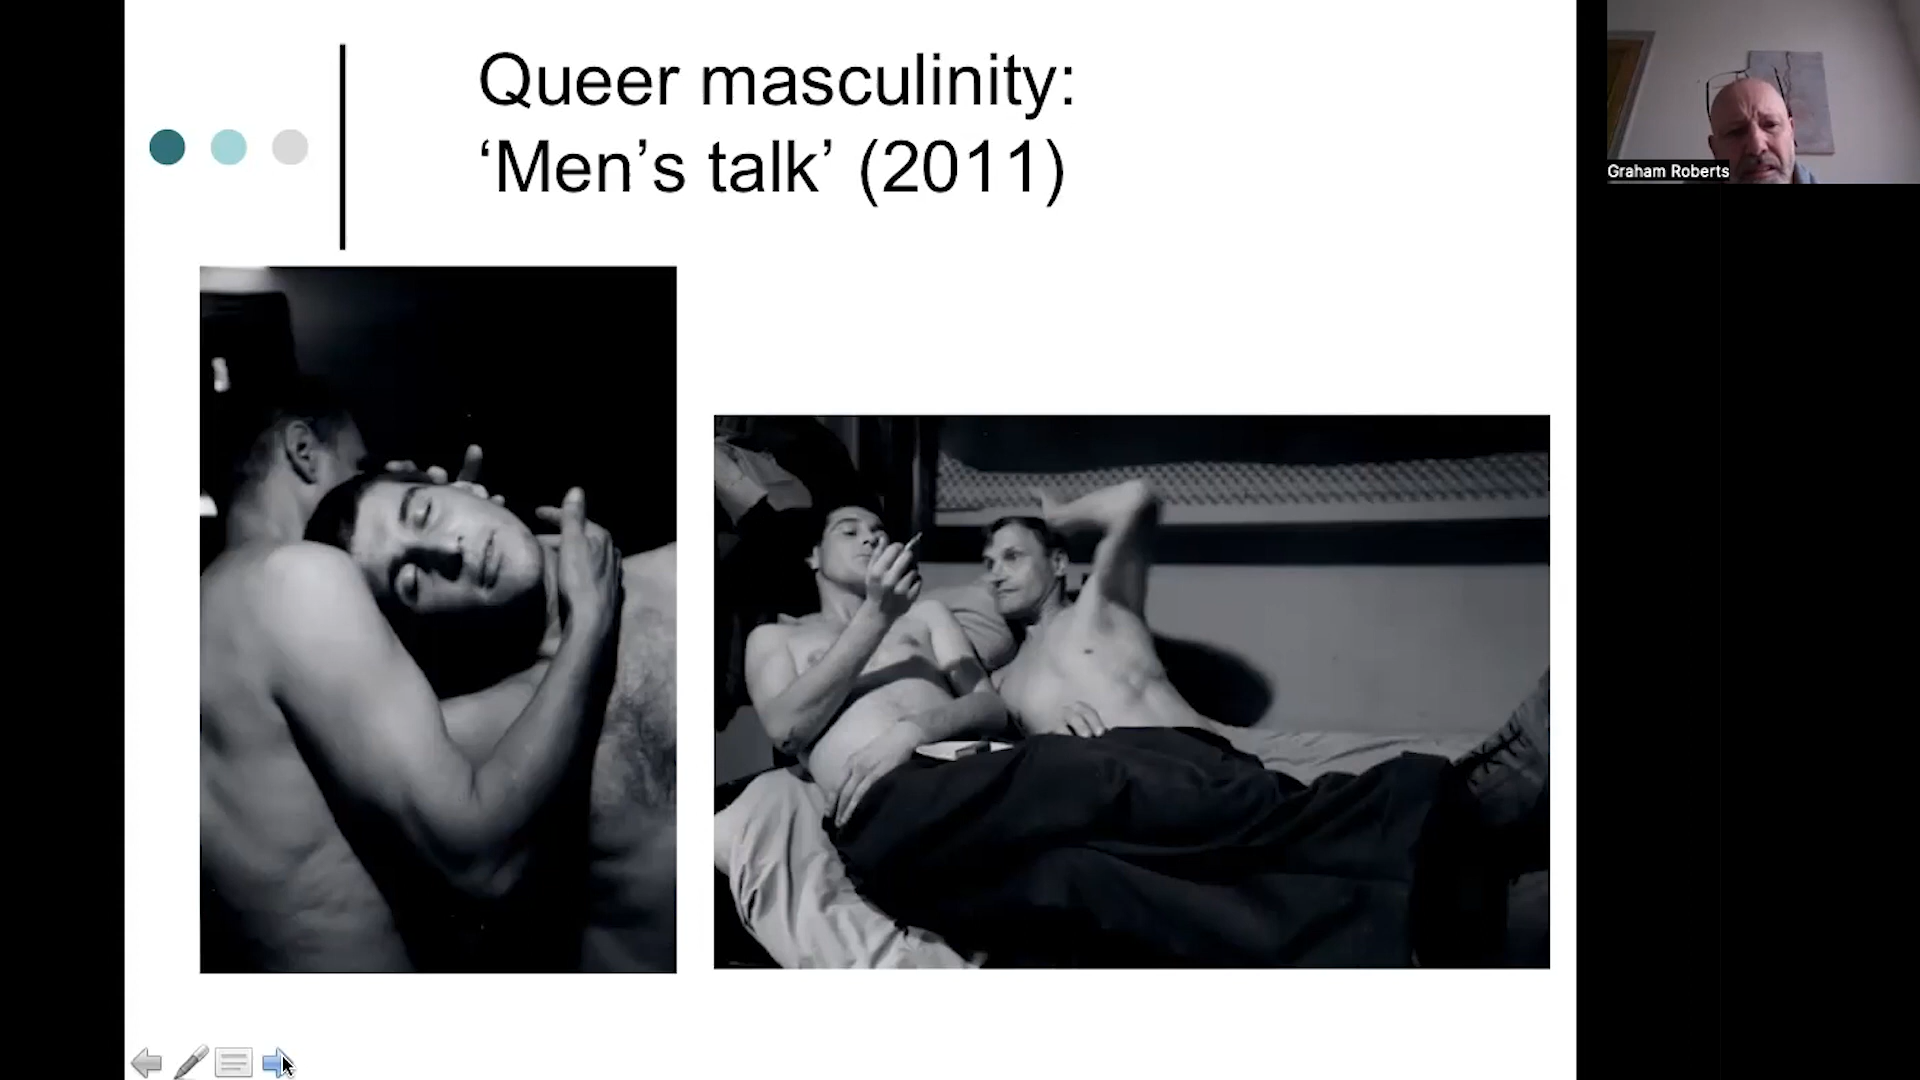 Queer masculinity:
‘Men’s talk’ (2011)
Graham Roberts